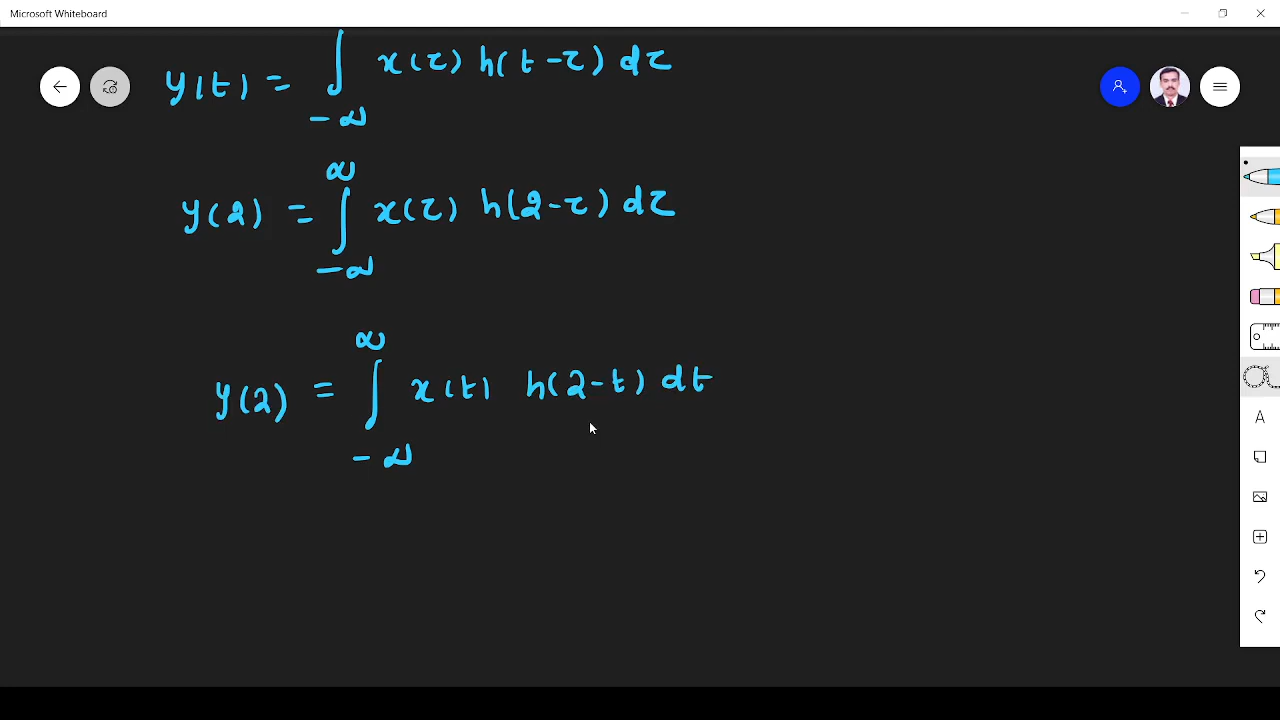 Microsoft Whiteboard
y(t) = ∫_{-∞} x(τ) h(t-τ) dτ
y(2) = ∫_{-∞}^{∞} x(τ) h(2-τ) dτ
y(2) = ∫_{-∞}^{∞} x(t) h(2-t) dt
A